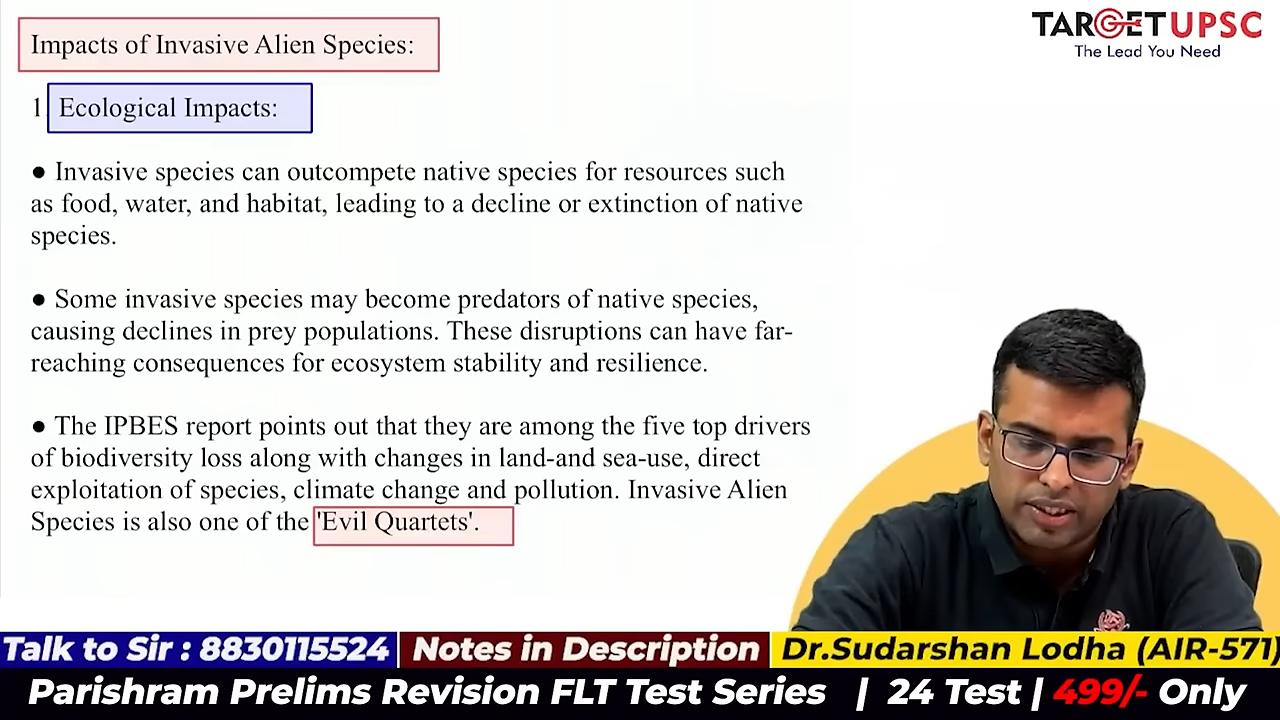 Impacts of Invasive Alien Species:
TARGET UPSC
The Lead You Need
1. Ecological Impacts:
● Invasive species can outcompete native species for resources such
as food, water, and habitat, leading to a decline or extinction of native
species.
● Some invasive species may become predators of native species,
causing declines in prey populations. These disruptions can have far-
reaching consequences for ecosystem stability and resilience.
● The IPBES report points out that they are among the five top drivers
of biodiversity loss along with changes in land-and sea-use, direct
exploitation of species, climate change and pollution. Invasive Alien
Species is also one of the 'Evil Quartets'.
Talk to Sir : 8830115524
Notes in Description
Dr.Sudarshan Lodha (AIR-571)
Parishram Prelims Revision FLT Test Series | 24 Test | 499/- Only